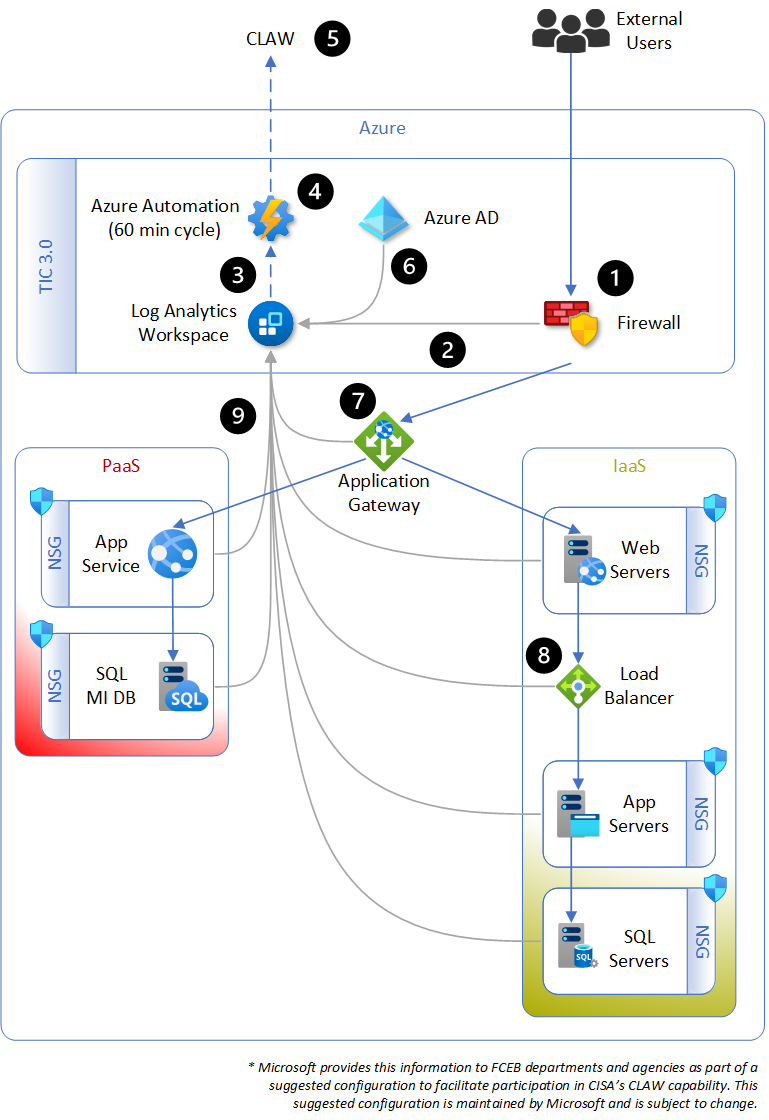 CLAW
5
External
Users
Azure
TIC 3.0
Azure Automation
(60 min cycle)
4
Azure AD
6
3
Log Analytics
Workspace
1
Firewall
2
7
9
Application
Gateway
PaaS
NSG
App
Service
NSG
SQL
MI DB
SQL
IaaS
Web
Servers
NSG
8
Load
Balancer
App
Servers
NSG
SQL
SQL
Servers
NSG
* Microsoft provides this information to FCEB departments and agencies as part of a
suggested configuration to facilitate participation in CISA’s CLAW capability. This
suggested configuration is maintained by Microsoft and is subject to change.